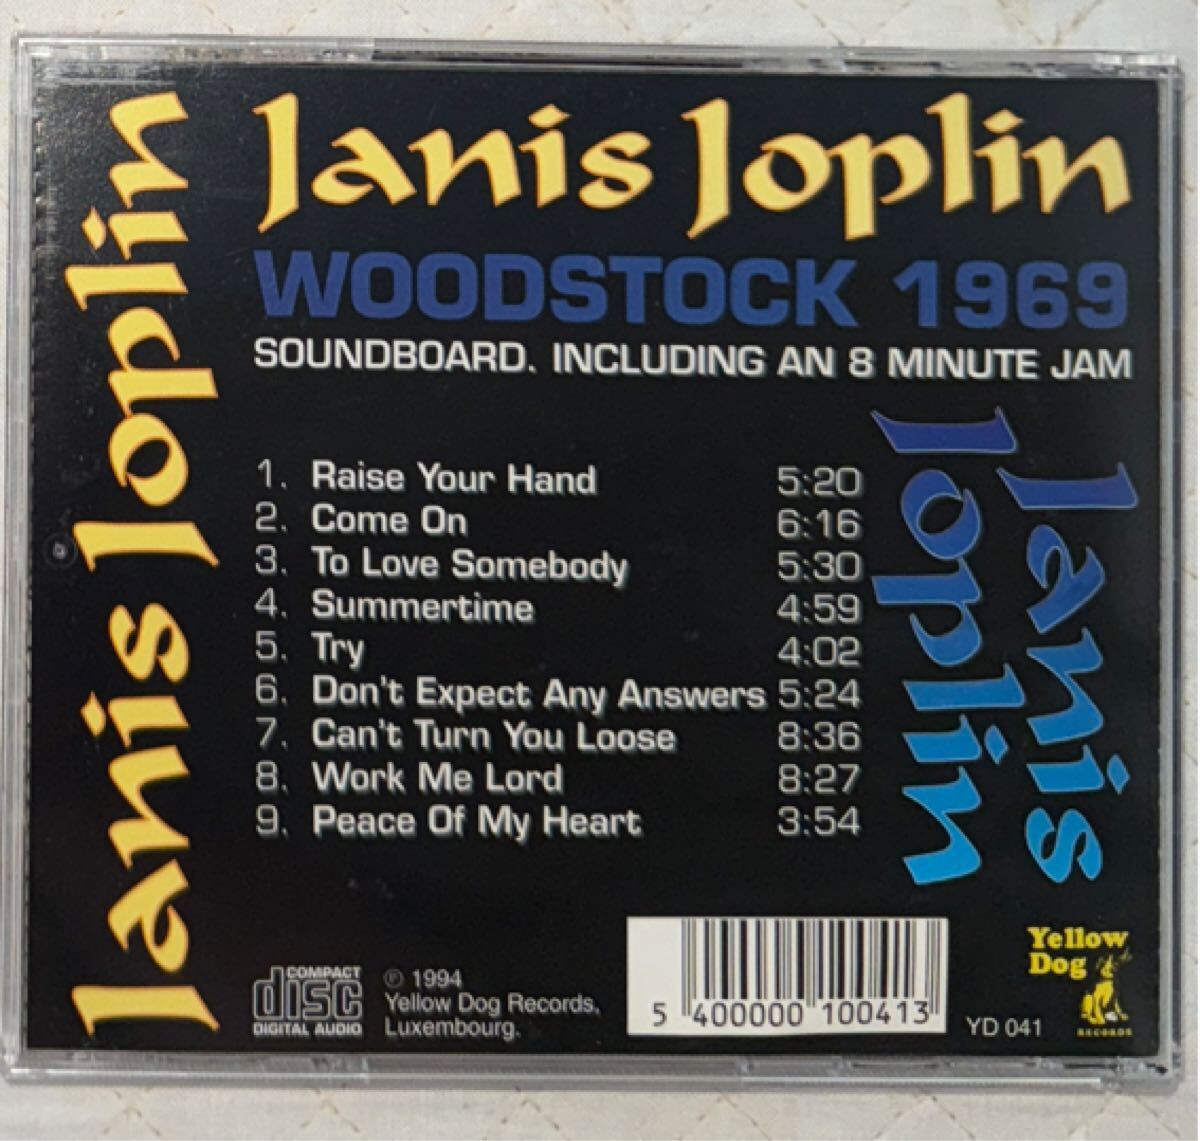 Janis Joplin
Janis Joplin
WOODSTOCK 1969
SOUNDBOARD. INCLUDING AN 8 MINUTE JAM
Janis
Joplin
1. Raise Your Hand 5:20
2. Come On 6:16
3. To Love Somebody 5:30
4. Summertime 4:59
5. Try 4:02
6. Don't Expect Any Answers 5:24
7. Can't Turn You Loose 8:36
8. Work Me Lord 8:27
9. Peace Of My Heart 3:54
COMPACT
disc
DIGITAL AUDIO
℗ 1994
Yellow Dog Records,
Luxembourg.
5 400000 100413
YD 041
Yellow
Dog
RECORDS